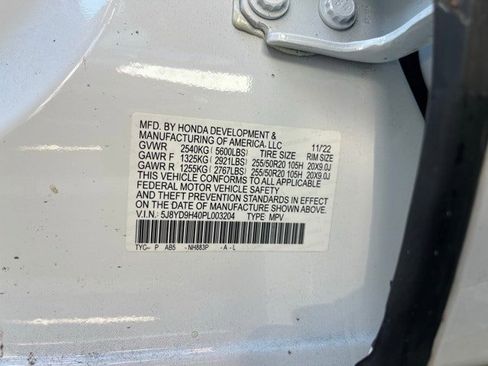 MFD. BY HONDA DEVELOPMENT &
MANUFACTURING OF AMERICA, LLC 11/22
GVWR 2540KG ( 5600LBS) TIRE SIZE RIM SIZE
GAWR F 1325KG ( 2921LBS) 255/50R20 105H 20X9.0J
GAWR R 1255KG ( 2767LBS) 255/50R20 105H 20X9.0J
THIS VEHICLE CONFORMS TO ALL APPLICABLE
FEDERAL MOTOR VEHICLE SAFETY
AND THEFT PREVENTION STANDARDS IN EFFECT
ON THE DATE OF MANUFACTURE SHOWN ABOVE.
V.I.N.: 5J8YD9H40PL003204 TYPE: MPV
TYG- P AB5 -NH883P -A-L